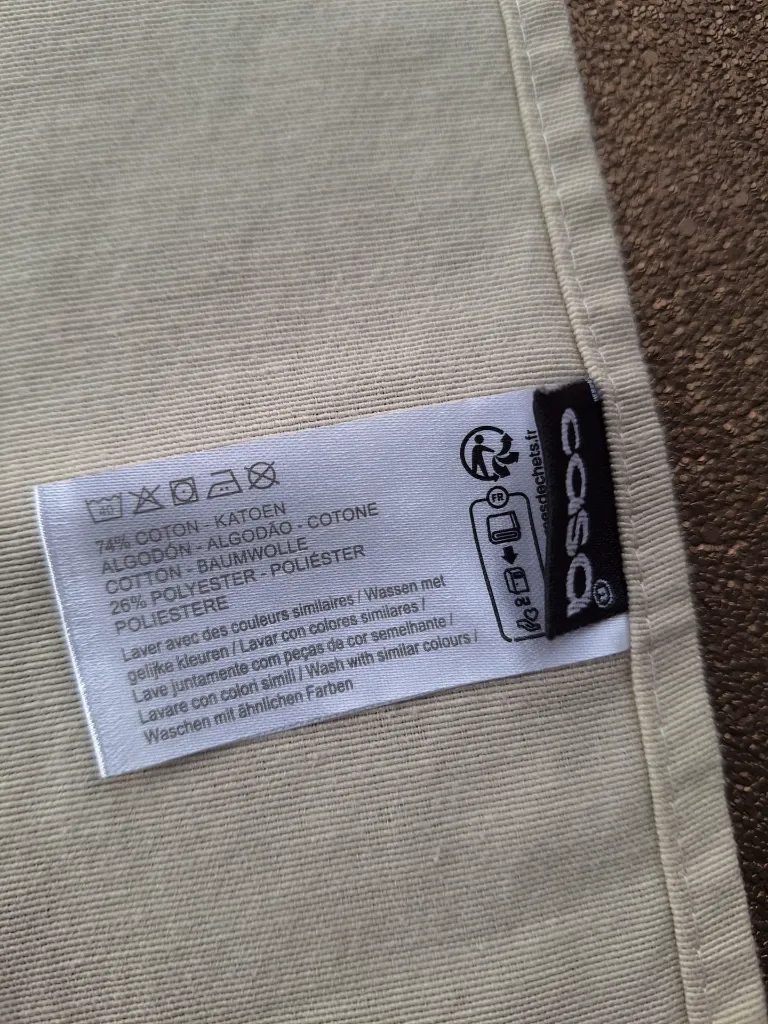 40
74% COTON - KATOEN
ALGODÓN - ALGODÃO - COTONE
COTTON - BAUMWOLLE
26% POLYESTER - POLIÉSTER
POLIESTERE
Laver avec des couleurs similaires / Wassen met
gelijke kleuren / Lavar con colores similares /
Lave juntamente com peças de cor semelhante /
Lavare con colori simili / Wash with similar colours /
Waschen mit ähnlichen Farben
FR